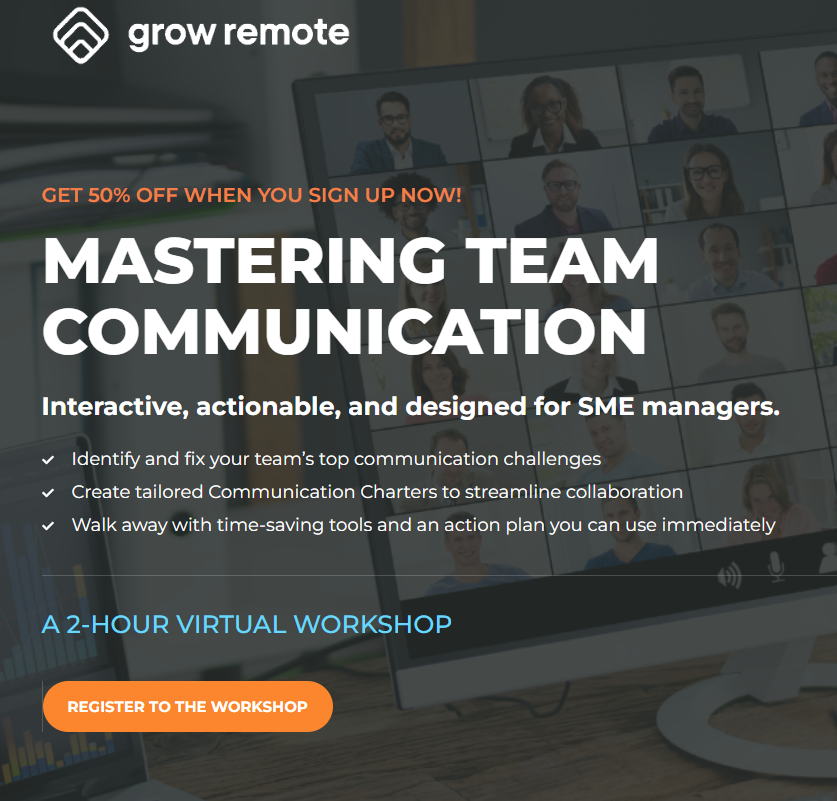 grow remote
GET 50% OFF WHEN YOU SIGN UP NOW!
MASTERING TEAM
COMMUNICATION
Interactive, actionable, and designed for SME managers.
Identify and fix your team's top communication challenges
Create tailored Communication Charters to streamline collaboration
Walk away with time-saving tools and an action plan you can use immediately
A 2-HOUR VIRTUAL WORKSHOP
REGISTER TO THE WORKSHOP